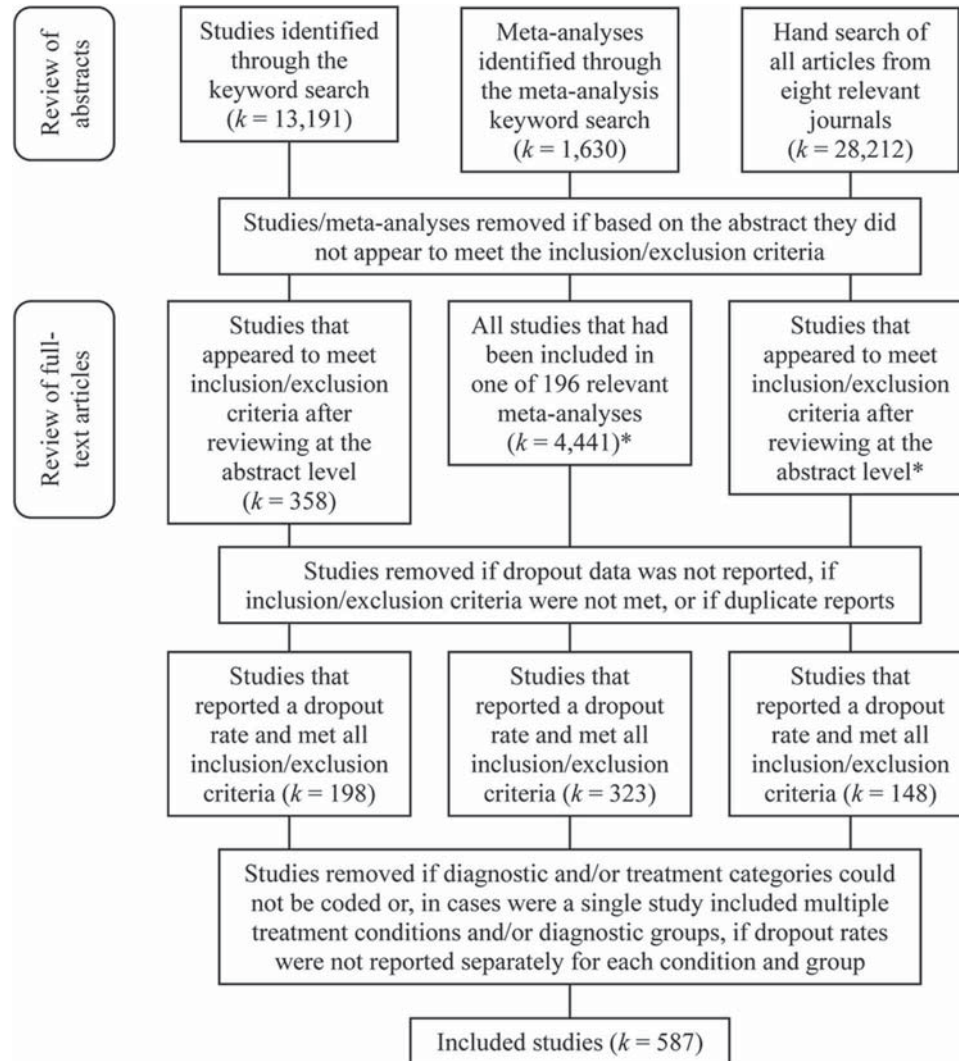 Review of
abstracts
Studies identified
through the
keyword search
(k = 13,191)
Meta-analyses
identified through
the meta-analysis
keyword search
(k = 1,630)
Hand search of
all articles from
eight relevant
journals
(k = 28,212)
Studies/meta-analyses removed if based on the abstract they did
not appear to meet the inclusion/exclusion criteria
Review of full-
text articles
Studies that
appeared to meet
inclusion/exclusion
criteria after
reviewing at the
abstract level
(k = 358)
All studies that had
been included in
one of 196 relevant
meta-analyses
(k = 4,441)*
Studies that
appeared to meet
inclusion/exclusion
criteria after
reviewing at the
abstract level*
Studies removed if dropout data was not reported, if
inclusion/exclusion criteria were not met, or if duplicate reports
Studies that
reported a dropout
rate and met all
inclusion/exclusion
criteria (k = 198)
Studies that
reported a dropout
rate and met all
inclusion/exclusion
criteria (k = 323)
Studies that
reported a dropout
rate and met all
inclusion/exclusion
criteria (k = 148)
Studies removed if diagnostic and/or treatment categories could
not be coded or, in cases were a single study included multiple
treatment conditions and/or diagnostic groups, if dropout rates
were not reported separately for each condition and group
Included studies (k = 587)